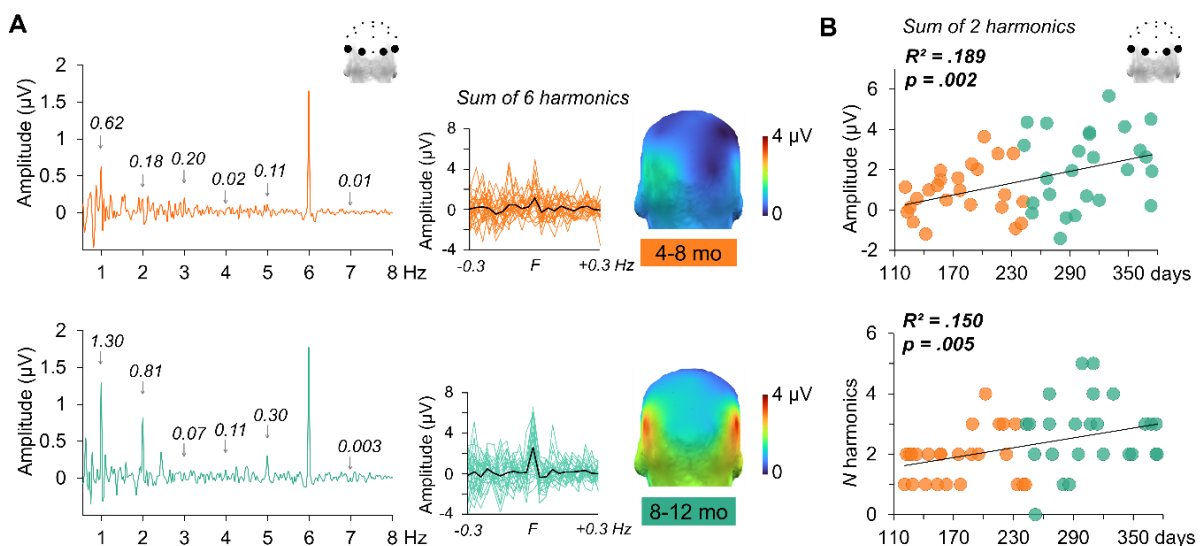 A
2
1.5
1
0.5
0
Amplitude (µV)
0.62
0.18
0.20
0.02
0.11
0.01
1 2 3 4 5 6 7 8 Hz
Sum of 6 harmonics
8
4
0
-4
Amplitude (µV)
-0.3 F +0.3 Hz
4 µV
0
4-8 mo
2
1.5
1
0.5
0
Amplitude (µV)
1.30
0.81
0.07
0.11
0.30
0.003
1 2 3 4 5 6 7 8 Hz
8
4
0
-4
Amplitude (µV)
-0.3 F +0.3 Hz
4 µV
0
8-12 mo
B
Sum of 2 harmonics
R² = .189
p = .002
6
4
2
0
-2
Amplitude (µV)
110 170 230 290 350 days
R² = .150
p = .005
6
4
2
0
N harmonics
110 170 230 290 350 days